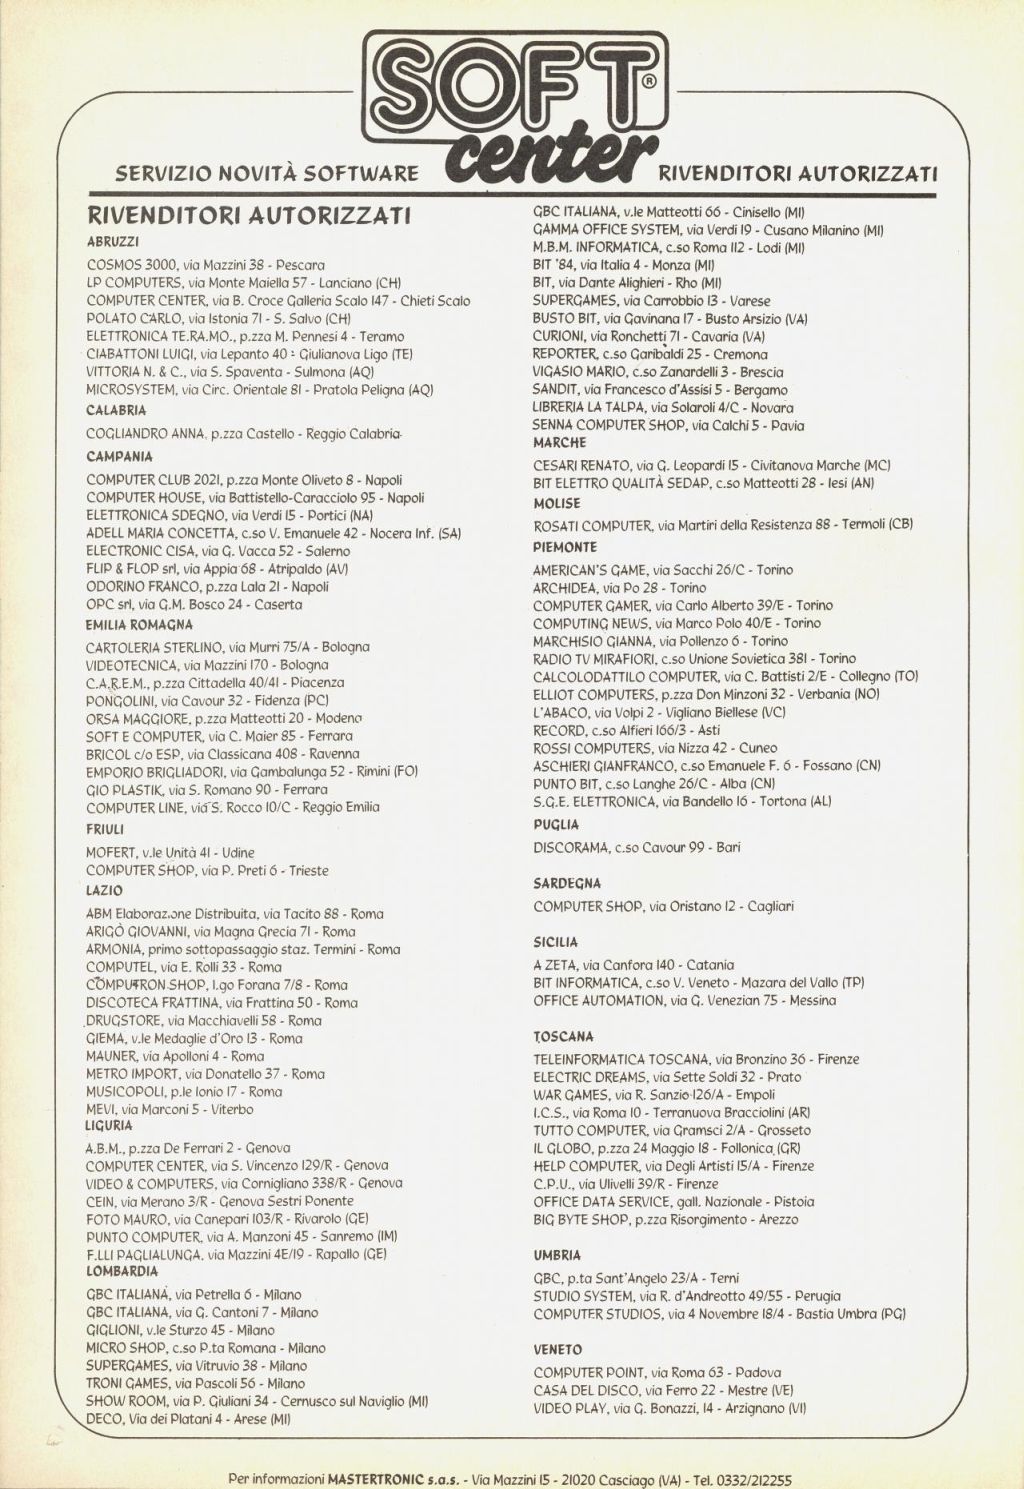 SOFT®
center
SERVIZIO NOVITÀ SOFTWARE
RIVENDITORI AUTORIZZATI
RIVENDITORI AUTORIZZATI
ABRUZZI
COSMOS 3000, via Mazzini 38 - Pescara
LP COMPUTERS, via Monte Maiella 57 - Lanciano (CH)
COMPUTER CENTER, via B. Croce Galleria Scalo 147 - Chieti Scalo
POLATO CARLO, via Istonia 71 - S. Salvo (CH)
ELETTRONICA TE.RA.MO., p.zza M. Pennesi 4 - Teramo
CIABATTONI LUIGI, via Lepanto 40 - Giulianova Ligo (TE)
VITTORIA N. & C., via S. Spaventa - Sulmona (AQ)
MICROSYSTEM, via Circ. Orientale 81 - Pratola Peligna (AQ)
CALABRIA
COGLIANDRO ANNA, p.zza Castello - Reggio Calabria
CAMPANIA
COMPUTER CLUB 2021, p.zza Monte Oliveto 8 - Napoli
COMPUTER HOUSE, via Battistello-Caracciolo 95 - Napoli
ELETTRONICA SDEGNO, via Verdi 15 - Portici (NA)
ADELL MARIA CONCETTA, c.so V. Emanuele 42 - Nocera Inf. (SA)
ELECTRONIC CISA, via G. Vacca 52 - Salerno
FLIP & FLOP srl, via Appia 68 - Atripaldo (AV)
ODORINO FRANCO, p.zza Lala 21 - Napoli
OPC srl, via G.M. Bosco 24 - Caserta
EMILIA ROMAGNA
CARTOLERIA STERLINO, via Murri 75/A - Bologna
VIDEOTECNICA, via Mazzini 170 - Bologna
C.A.R.E.M., p.zza Cittadella 40/41 - Piacenza
PONGOLINI, via Cavour 32 - Fidenza (PC)
ORSA MAGGIORE, p.zza Matteotti 20 - Modena
SOFT E COMPUTER, via C. Maier 85 - Ferrara
BRICOL c/o ESP, via Classicana 408 - Ravenna
EMPORIO BRIGLIADORI, via Gambalunga 52 - Rimini (FO)
GIO PLASTIK, via S. Romano 90 - Ferrara
COMPUTER LINE, via S. Rocco 10/C - Reggio Emilia
FRIULI
MOFERT, v.le Unità 41 - Udine
COMPUTER SHOP, via P. Preti 6 - Trieste
LAZIO
ABM Elaborazione Distribuita, via Tacito 88 - Roma
ARIGÒ GIOVANNI, via Magna Grecia 71 - Roma
ARMONIA, primo sottopassaggio staz. Termini - Roma
COMPUTEL, via E. Rolli 33 - Roma
COMPUTRON SHOP, l.go Forana 7/8 - Roma
DISCOTECA FRATTINA, via Frattina 50 - Roma
DRUGSTORE, via Macchiavelli 58 - Roma
GIEMA, v.le Medaglie d'Oro 13 - Roma
MAUNER, via Apolloni 4 - Roma
METRO IMPORT, via Donatello 37 - Roma
MUSICOPOLI, p.le Ionio 17 - Roma
MEVI, via Marconi 5 - Viterbo
LIGURIA
A.B.M., p.zza De Ferrari 2 - Genova
COMPUTER CENTER, via S. Vincenzo 129/R - Genova
VIDEO & COMPUTERS, via Cornigliano 338/R - Genova
CEIN, via Merano 3/R - Genova Sestri Ponente
FOTO MAURO, via Canepari 103/R - Rivarolo (GE)
PUNTO COMPUTER, via A. Manzoni 45 - Sanremo (IM)
F.LLI PAGLIALUNGA, via Mazzini 4E/19 - Rapallo (GE)
LOMBARDIA
GBC ITALIANA, via Petrella 6 - Milano
GBC ITALIANA, via G. Cantoni 7 - Milano
GIGLIONI, v.le Sturzo 45 - Milano
MICRO SHOP, c.so P.ta Romana - Milano
SUPERGAMES, via Vitruvio 38 - Milano
TRONI GAMES, via Pascoli 56 - Milano
SHOW ROOM, via P. Giuliani 34 - Cernusco sul Naviglio (MI)
DECO, Via dei Platani 4 - Arese (MI)
GBC ITALIANA, v.le Matteotti 66 - Cinisello (MI)
GAMMA OFFICE SYSTEM, via Verdi 19 - Cusano Milanino (MI)
M.B.M. INFORMATICA, c.so Roma 112 - Lodi (MI)
BIT '84, via Italia 4 - Monza (MI)
BIT, via Dante Alighieri - Rho (MI)
SUPERGAMES, via Carrobbio 13 - Varese
BUSTO BIT, via Gavinana 17 - Busto Arsizio (VA)
CURIONI, via Ronchetti 71 - Cavaria (VA)
REPORTER, c.so Garibaldi 25 - Cremona
VIGASIO MARIO, c.so Zanardelli 3 - Brescia
SANDIT, via Francesco d'Assisi 5 - Bergamo
LIBRERIA LA TALPA, via Solaroli 4/C - Novara
SENNA COMPUTER SHOP, via Calchi 5 - Pavia
MARCHE
CESARI RENATO, via G. Leopardi 15 - Civitanova Marche (MC)
BIT ELETTRO QUALITÀ SEDAP, c.so Matteotti 28 - Iesi (AN)
MOLISE
ROSATI COMPUTER, via Martiri della Resistenza 88 - Termoli (CB)
PIEMONTE
AMERICAN'S GAME, via Sacchi 26/C - Torino
ARCHIDEA, via Po 28 - Torino
COMPUTER GAMER, via Carlo Alberto 39/E - Torino
COMPUTING NEWS, via Marco Polo 40/E - Torino
MARCHISIO GIANNA, via Pollenzo 6 - Torino
RADIO TV MIRAFIORI, c.so Unione Sovietica 381 - Torino
CALCOLODATTILO COMPUTER, via C. Battisti 2/E - Collegno (TO)
ELLIOT COMPUTERS, p.zza Don Minzoni 32 - Verbania (NO)
L'ABACO, via Volpi 2 - Vigliano Biellese (VC)
RECORD, c.so Alfieri 166/3 - Asti
ROSSI COMPUTERS, via Nizza 42 - Cuneo
ASCHIERI GIANFRANCO, c.so Emanuele F. 6 - Fossano (CN)
PUNTO BIT, c.so Langhe 26/C - Alba (CN)
S.G.E. ELETTRONICA, via Bandello 16 - Tortona (AL)
PUGLIA
DISCORAMA, c.so Cavour 99 - Bari
SARDEGNA
COMPUTER SHOP, via Oristano 12 - Cagliari
SICILIA
A ZETA, via Canfora 140 - Catania
BIT INFORMATICA, c.so V. Veneto - Mazara del Vallo (TP)
OFFICE AUTOMATION, via G. Venezian 75 - Messina
TOSCANA
TELEINFORMATICA TOSCANA, via Bronzino 36 - Firenze
ELECTRIC DREAMS, via Sette Soldi 32 - Prato
WAR GAMES, via R. Sanzio 126/A - Empoli
I.C.S., via Roma 10 - Terranuova Bracciolini (AR)
TUTTO COMPUTER, via Gramsci 2/A - Grosseto
IL GLOBO, p.zza 24 Maggio 18 - Follonica (GR)
HELP COMPUTER, via Degli Artisti 15/A - Firenze
C.P.U., via Ulivelli 39/R - Firenze
OFFICE DATA SERVICE, gall. Nazionale - Pistoia
BIG BYTE SHOP, p.zza Risorgimento - Arezzo
UMBRIA
GBC, p.ta Sant'Angelo 23/A - Terni
STUDIO SYSTEM, via R. d'Andreotto 49/55 - Perugia
COMPUTER STUDIOS, via 4 Novembre 18/4 - Bastia Umbra (PG)
VENETO
COMPUTER POINT, via Roma 63 - Padova
CASA DEL DISCO, via Ferro 22 - Mestre (VE)
VIDEO PLAY, via G. Bonazzi, 14 - Arzignano (VI)
Per informazioni MASTERTRONIC s.a.s. - Via Mazzini 15 - 21020 Casciago (VA) - Tel. 0332/212255